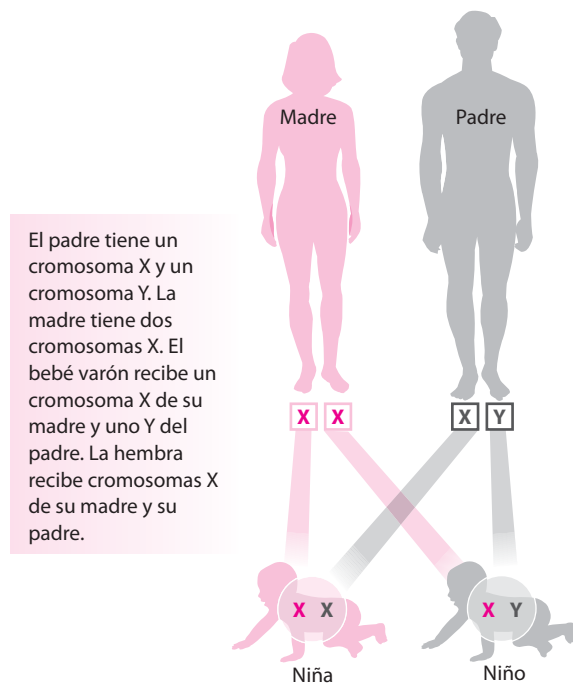 Madre
Padre
El padre tiene un
cromosoma X y un
cromosoma Y. La
madre tiene dos
cromosomas X. El
bebé varón recibe un
cromosoma X de su
madre y uno Y del
padre. La hembra
recibe cromosomas X
de su madre y su
padre.
X X
X Y
X X
X Y
Niña
Niño